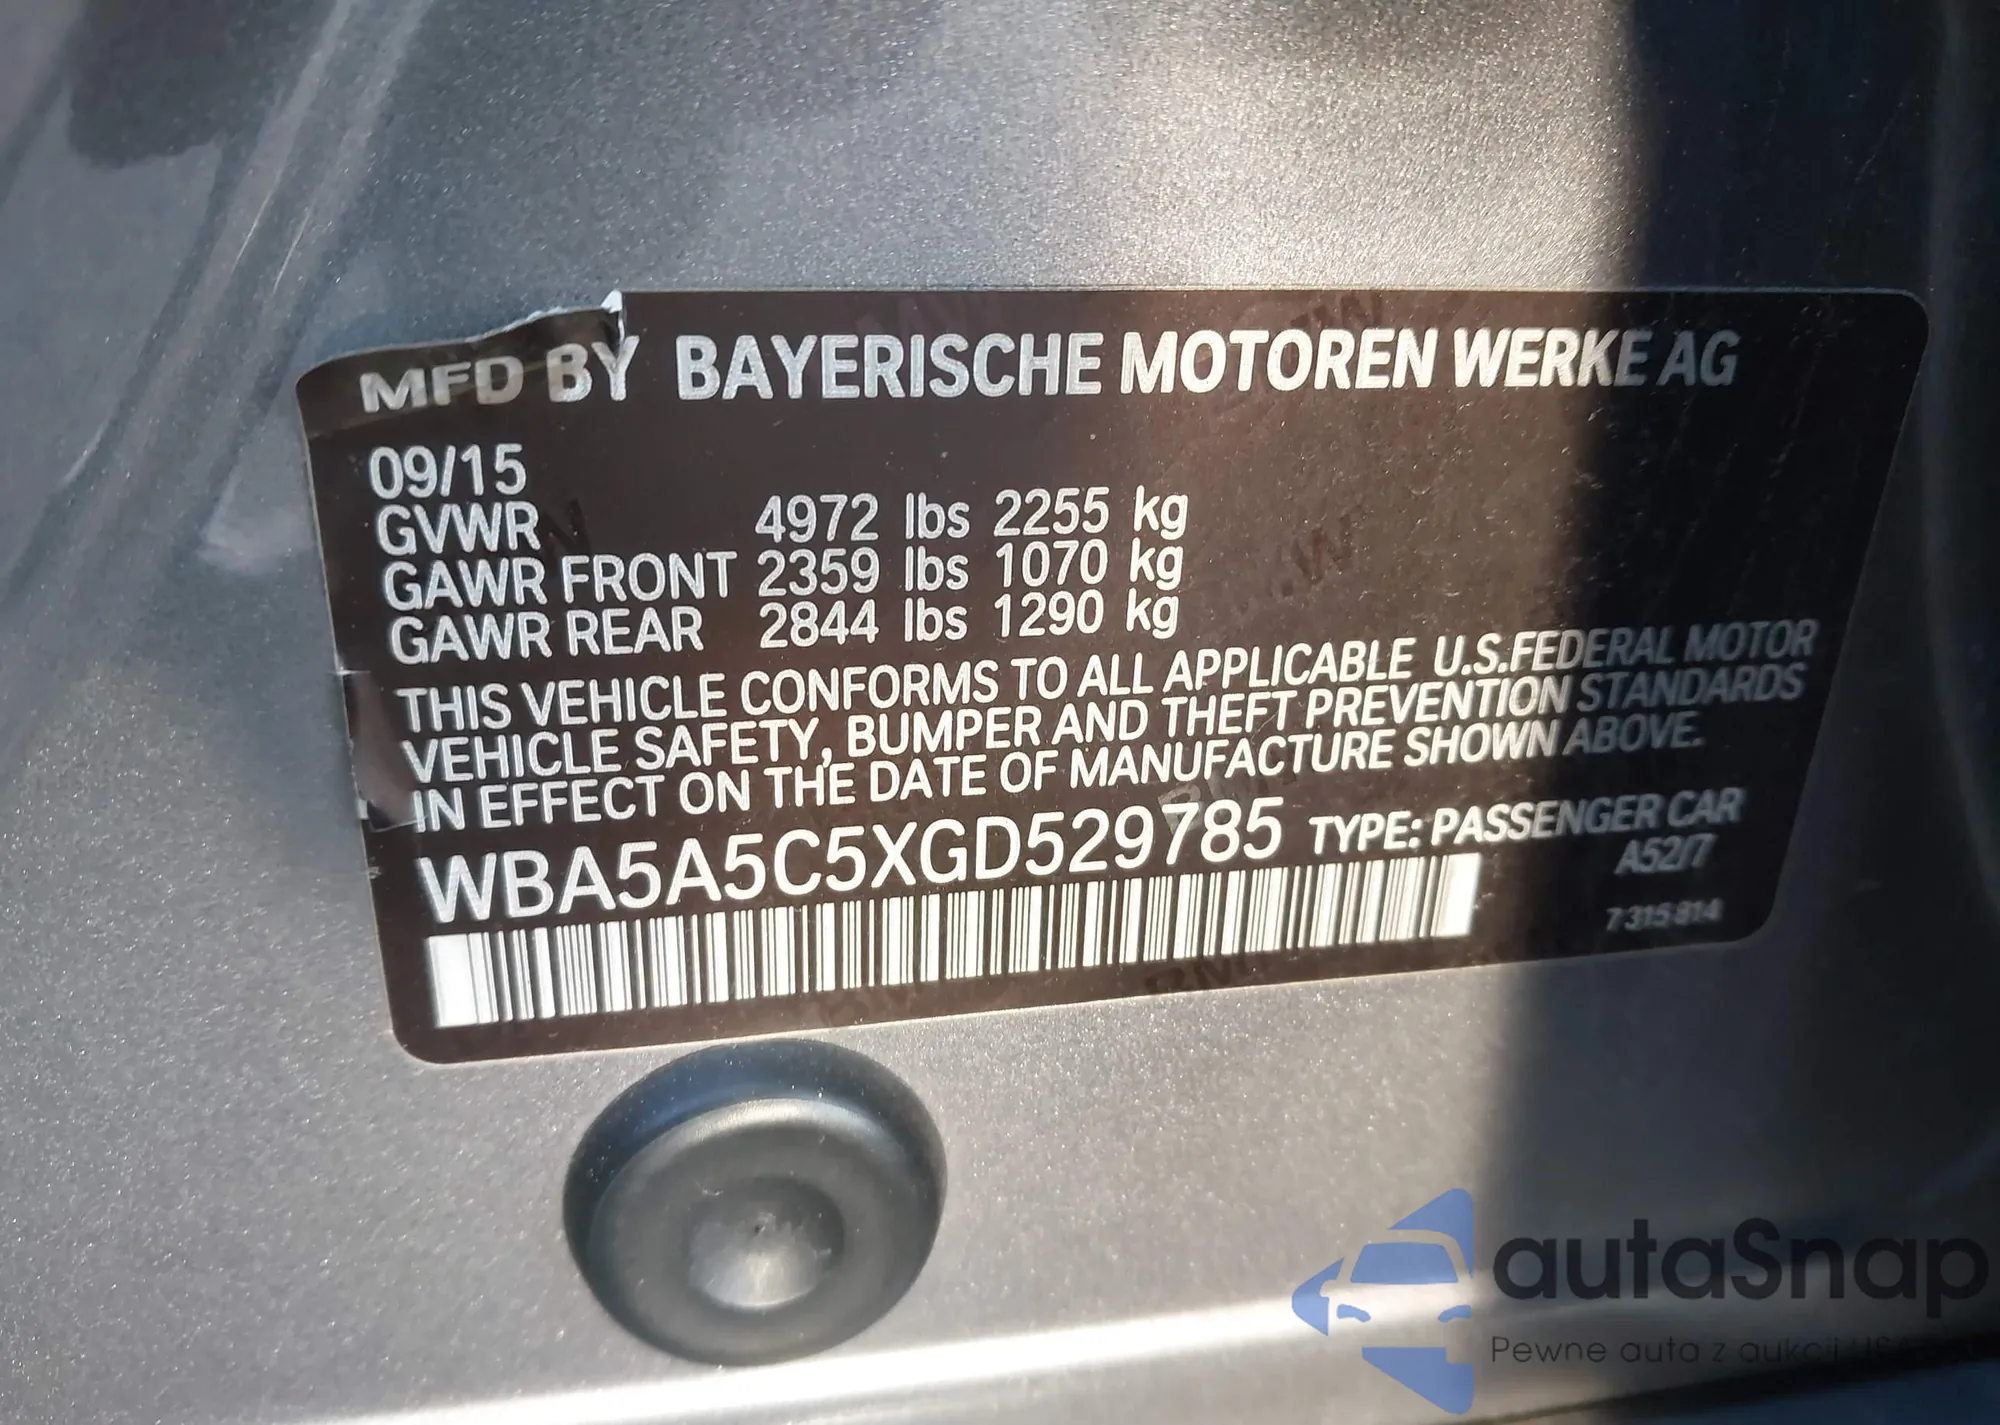 MFD BY BAYERISCHE MOTOREN WERKE AG
09/15
GVWR 4972 lbs 2255 kg
GAWR FRONT 2359 lbs 1070 kg
GAWR REAR 2844 lbs 1290 kg
THIS VEHICLE CONFORMS TO ALL APPLICABLE U.S.FEDERAL MOTOR
VEHICLE SAFETY, BUMPER AND THEFT PREVENTION STANDARDS
IN EFFECT ON THE DATE OF MANUFACTURE SHOWN ABOVE.
WBA5A5C5XGD529785 TYPE: PASSENGER CAR
A52/7
7 315 814
autaSnap
Pewne auta z aukcji